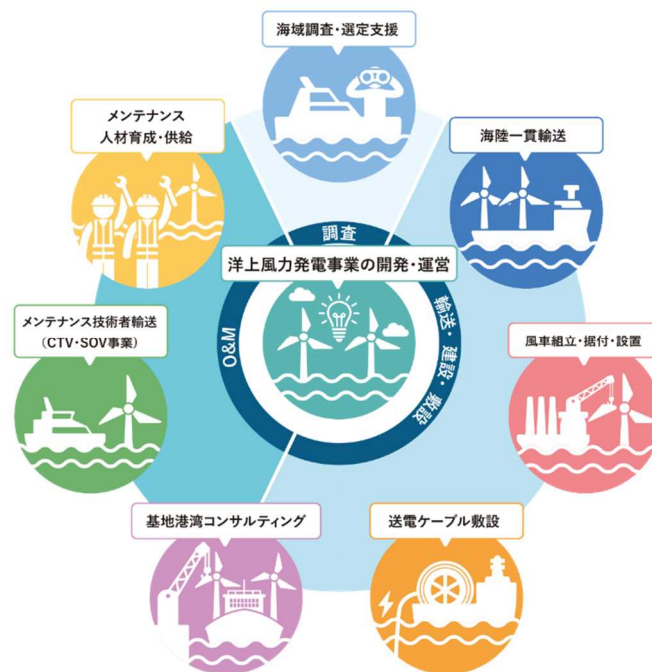 海域調査・選定支援
メンテナンス
人材育成・供給
海陸一貫輸送
調査
洋上風力発電事業の開発・運営
O&M
輸送・建設・敷設
メンテナンス技術者輸送
(CTV・SOV事業)
風車組立・据付・設置
基地港湾コンサルティング
送電ケーブル敷設